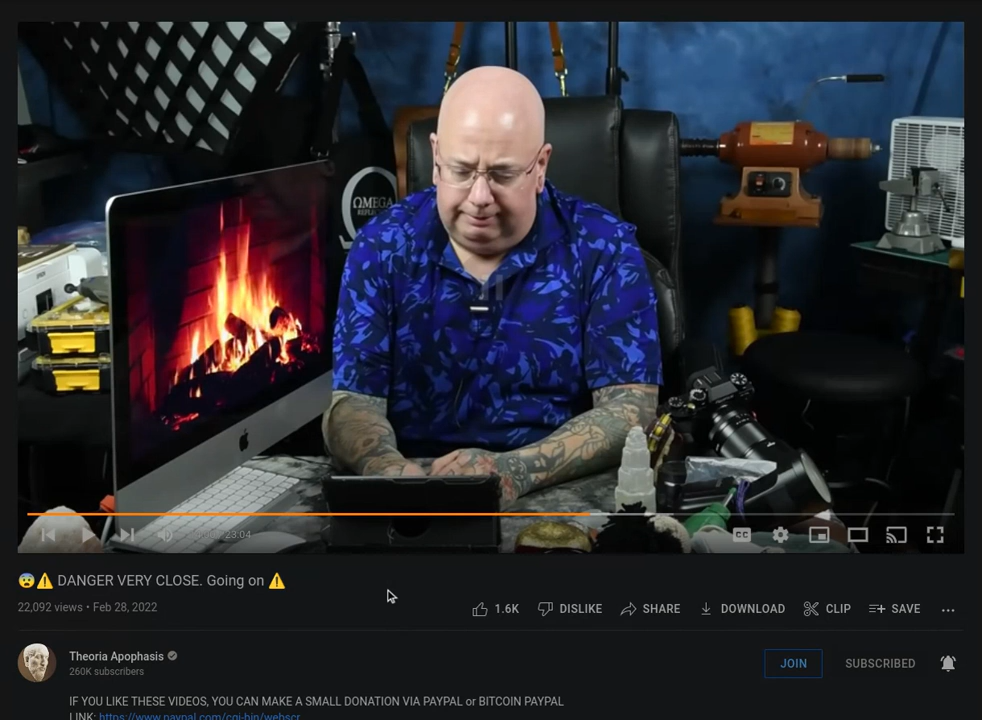 ΩMEGA
23:04
CC
😨⚠️ DANGER VERY CLOSE. Going on ⚠️
22,092 views • Feb 28, 2022
1.6K DISLIKE SHARE DOWNLOAD CLIP SAVE ...
Theoria Apophasis
260K subscribers
JOIN SUBSCRIBED
IF YOU LIKE THESE VIDEOS, YOU CAN MAKE A SMALL DONATION VIA PAYPAL or BITCOIN PAYPAL
LINK: https://www.paypal.com/cgi-bin/webscr